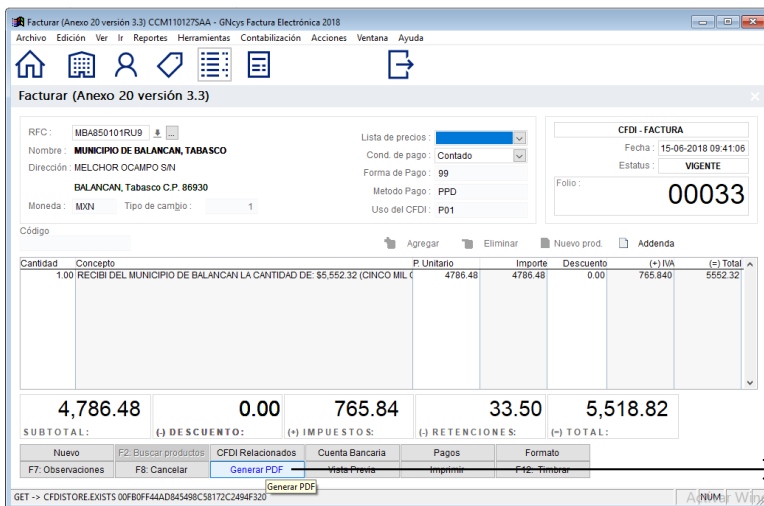 Facturar (Anexo 20 versión 3.3) CCM110127SAA - GNcys Factura Electrónica 2018
Archivo Edición Ver Ir Reportes Herramientas Contabilización Acciones Ventana Ayuda
Facturar (Anexo 20 versión 3.3)
RFC : MBA850101RU9 ...
Nombre : MUNICIPIO DE BALANCAN, TABASCO
Dirección : MELCHOR OCAMPO S/N
BALANCAN, Tabasco C.P. 86930
Moneda : MXN Tipo de cambio : 1
Lista de precios :
Cond. de pago : Contado
Forma de Pago : 99
Metodo Pago : PPD
Uso del CFDI : P01
CFDI - FACTURA
Fecha : 15-06-2018 09:41:06
Estatus : VIGENTE
Folio : 00033
Código
Agregar Eliminar Nuevo prod. Addenda
Cantidad Concepto P. Unitario Importe Descuento (+) IVA (=) Total
1.00 RECIBI DEL MUNICIPIO DE BALANCAN LA CANTIDAD DE: $5,552.32 (CINCO MIL 4786.48 4786.48 0.00 765.840 5552.32
4,786.48 0.00 765.84 33.50 5,518.82
SUBTOTAL: (-) DESCUENTO: (+) IMPUESTOS: (-) RETENCIONES: (=) TOTAL:
Nuevo F2: Buscar productos CFDI Relacionados Cuenta Bancaria Pagos Formato
F7: Observaciones F8: Cancelar Generar PDF Vista Previa Imprimir F12: Timbrar
Generar PDF
GET -> CFDISTORE.EXISTS 00FB0FF44AD845498C58172C2494F320 NUM